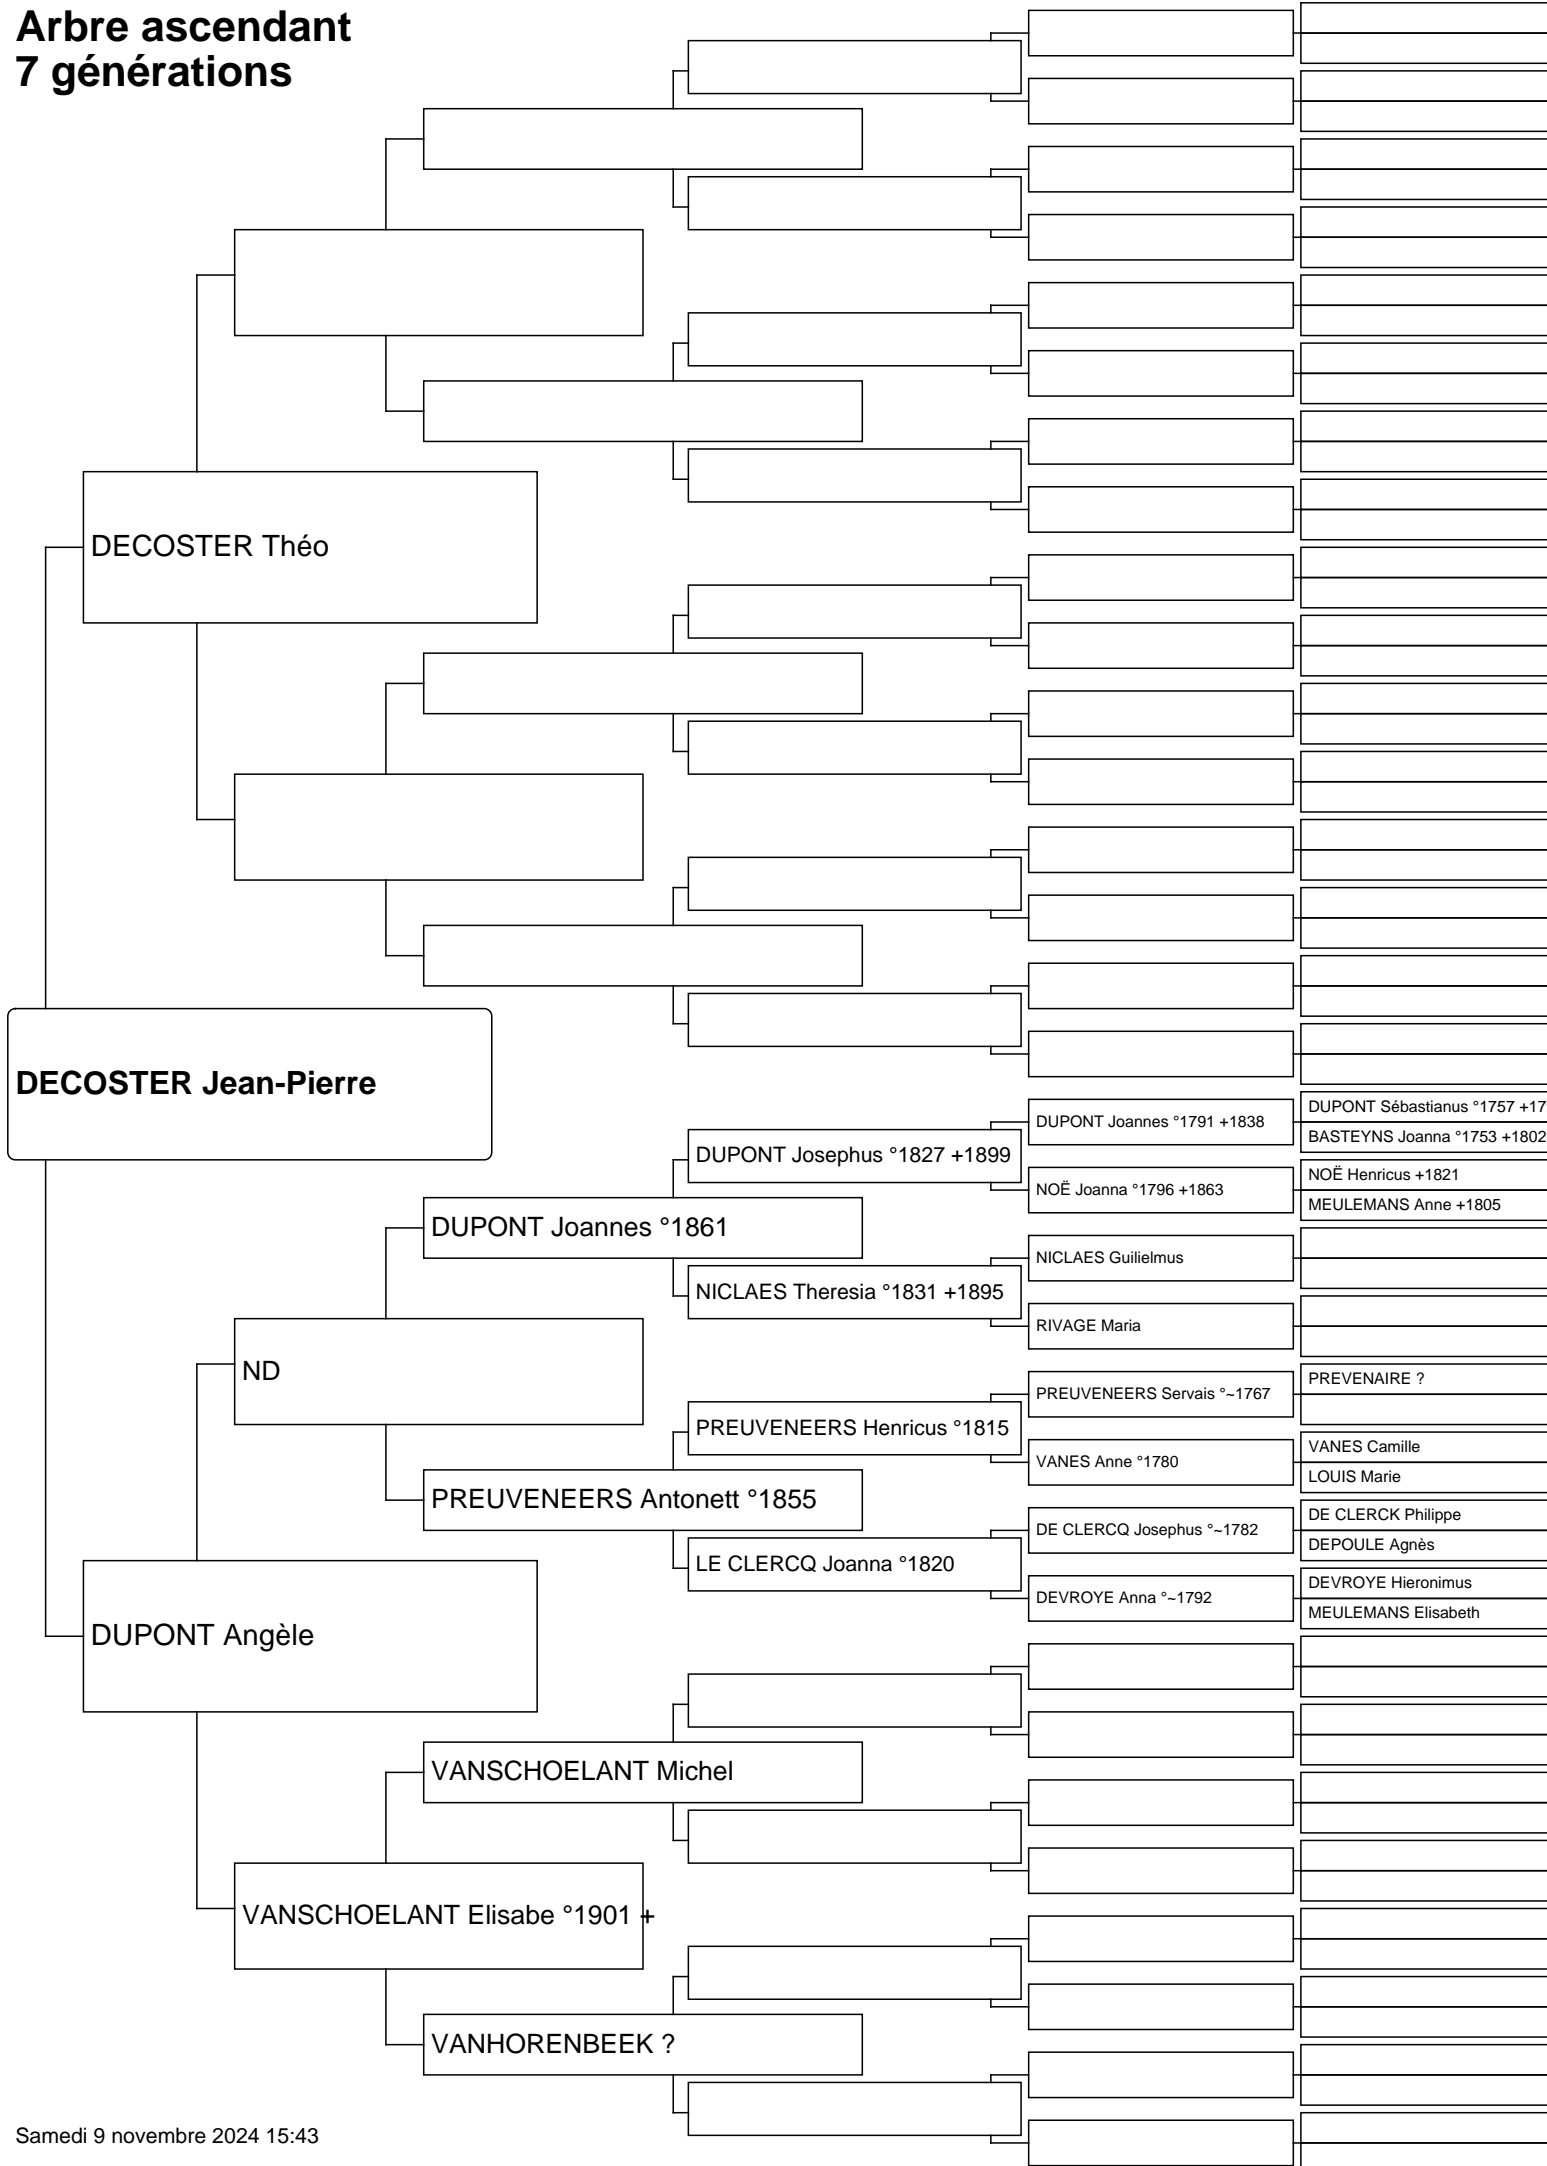 Arbre ascendant
7 générations
DECOSTER Théo
DECOSTER Jean-Pierre
DUPONT Sébastianus °1757 +17
DUPONT Joannes °1791 +1838
BASTEYNS Joanna °1753 +1802
DUPONT Josephus °1827 +1899
NOË Henricus +1821
NOË Joanna °1796 +1863
MEULEMANS Anne +1805
DUPONT Joannes °1861
NICLAES Guilielmus
NICLAES Theresia °1831 +1895
RIVAGE Maria
ND
PREVENAIRE ?
PREUVENEERS Servais °~1767
PREUVENEERS Henricus °1815
VANES Camille
VANES Anne °1780
LOUIS Marie
PREUVENEERS Antonett °1855
DE CLERCK Philippe
DE CLERCQ Josephus °~1782
DEPOULE Agnès
LE CLERCQ Joanna °1820
DEVROYE Hieronimus
DEVROYE Anna °~1792
MEULEMANS Elisabeth
DUPONT Angèle
VANSCHOELANT Michel
VANSCHOELANT Elisabe °1901 +
VANHORENBEEK ?
Samedi 9 novembre 2024 15:43